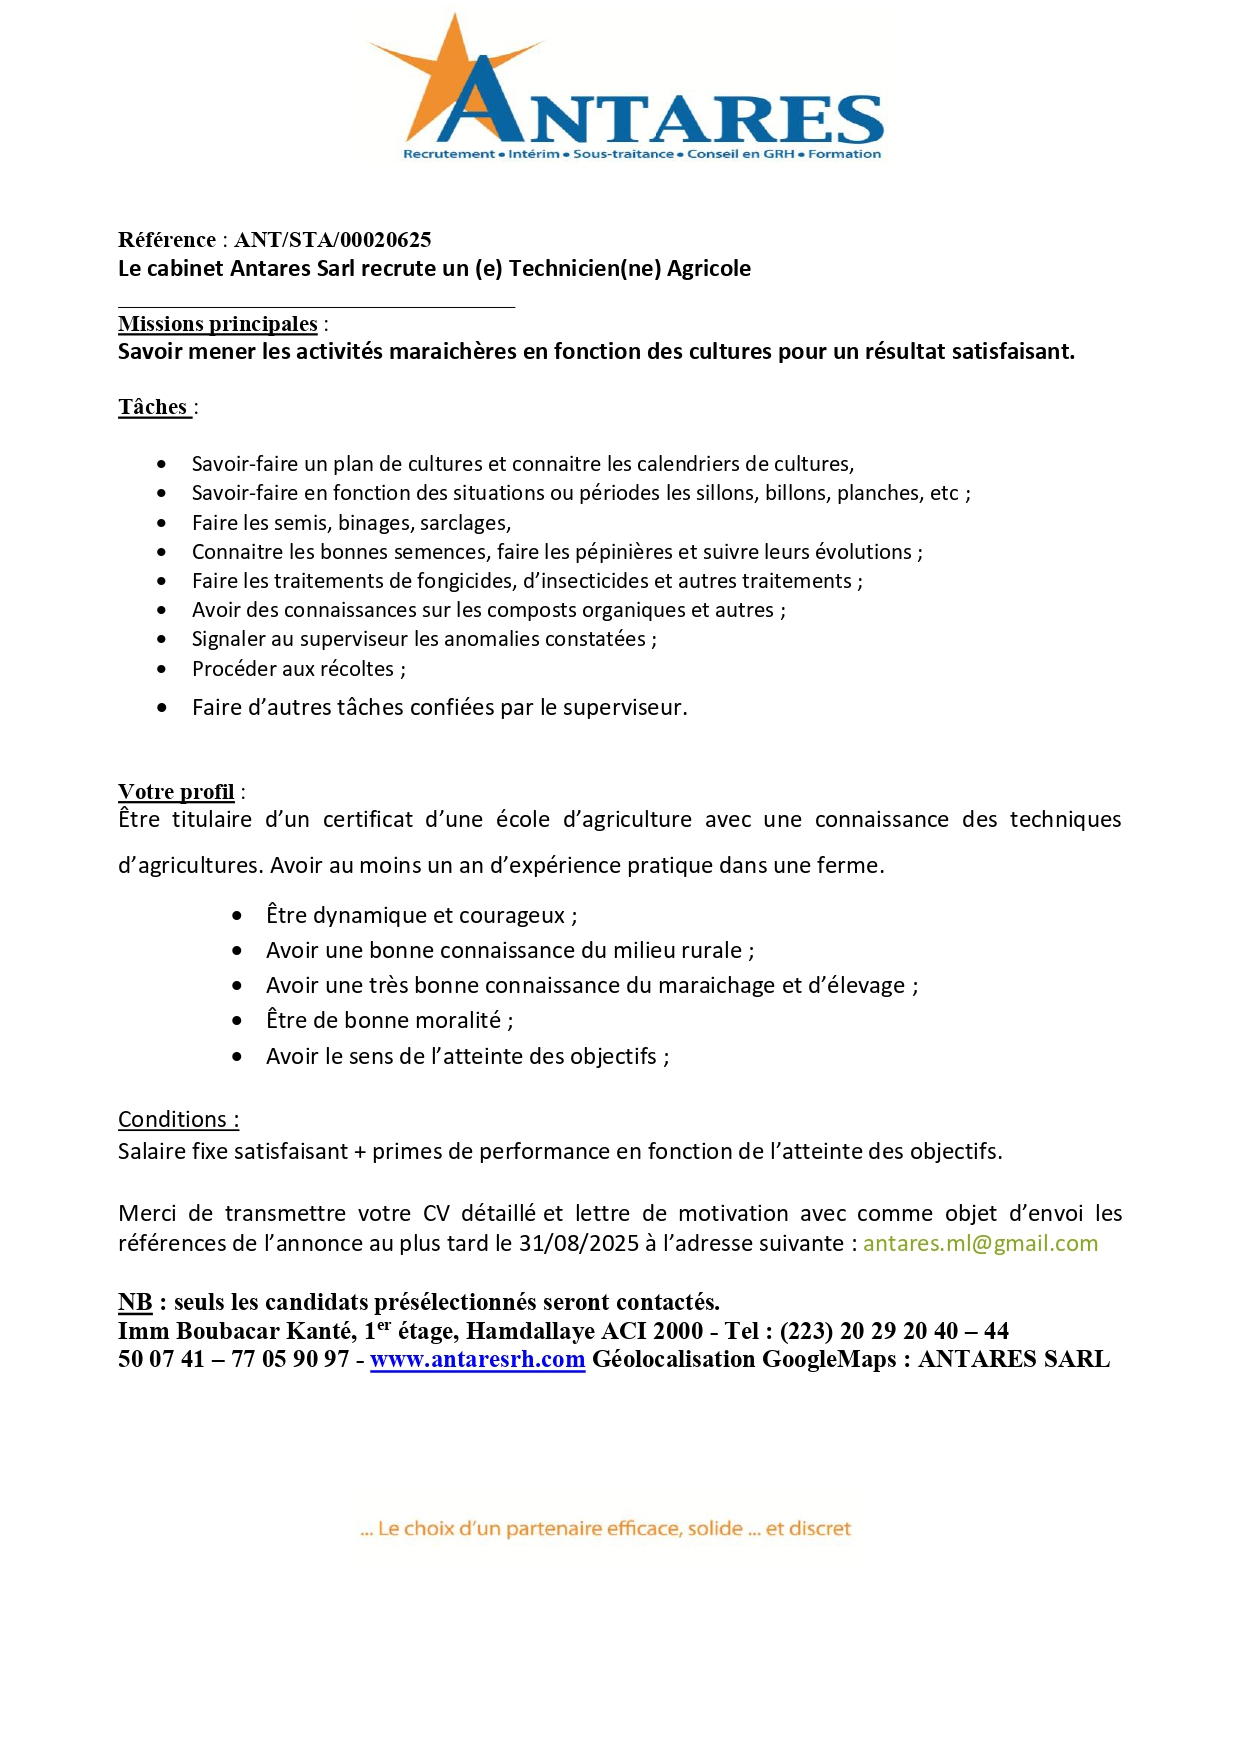 ANTARES
Recrutement • Intérim • Sous-traitance • Conseil en GRH • Formation
Référence : ANT/STA/00020625
Le cabinet Antares Sarl recrute un (e) Technicien(ne) Agricole
Missions principales :
Savoir mener les activités maraichères en fonction des cultures pour un résultat satisfaisant.
Tâches :
• Savoir-faire un plan de cultures et connaitre les calendriers de cultures,
• Savoir-faire en fonction des situations ou périodes les sillons, billons, planches, etc ;
• Faire les semis, binages, sarclages,
• Connaitre les bonnes semences, faire les pépinières et suivre leurs évolutions ;
• Faire les traitements de fongicides, d’insecticides et autres traitements ;
• Avoir des connaissances sur les composts organiques et autres ;
• Signaler au superviseur les anomalies constatées ;
• Procéder aux récoltes ;
• Faire d’autres tâches confiées par le superviseur.
Votre profil :
Être titulaire d’un certificat d’une école d’agriculture avec une connaissance des techniques
d’agricultures. Avoir au moins un an d’expérience pratique dans une ferme.
• Être dynamique et courageux ;
• Avoir une bonne connaissance du milieu rurale ;
• Avoir une très bonne connaissance du maraichage et d’élevage ;
• Être de bonne moralité ;
• Avoir le sens de l’atteinte des objectifs ;
Conditions :
Salaire fixe satisfaisant + primes de performance en fonction de l’atteinte des objectifs.
Merci de transmettre votre CV détaillé et lettre de motivation avec comme objet d’envoi les
références de l’annonce au plus tard le 31/08/2025 à l’adresse suivante : antares.ml@gmail.com
NB : seuls les candidats présélectionnés seront contactés.
Imm Boubacar Kanté, 1er étage, Hamdallaye ACI 2000 - Tel : (223) 20 29 20 40 – 44
50 07 41 – 77 05 90 97 - www.antaresrh.com Géolocalisation GoogleMaps : ANTARES SARL
... Le choix d’un partenaire efficace, solide ... et discret